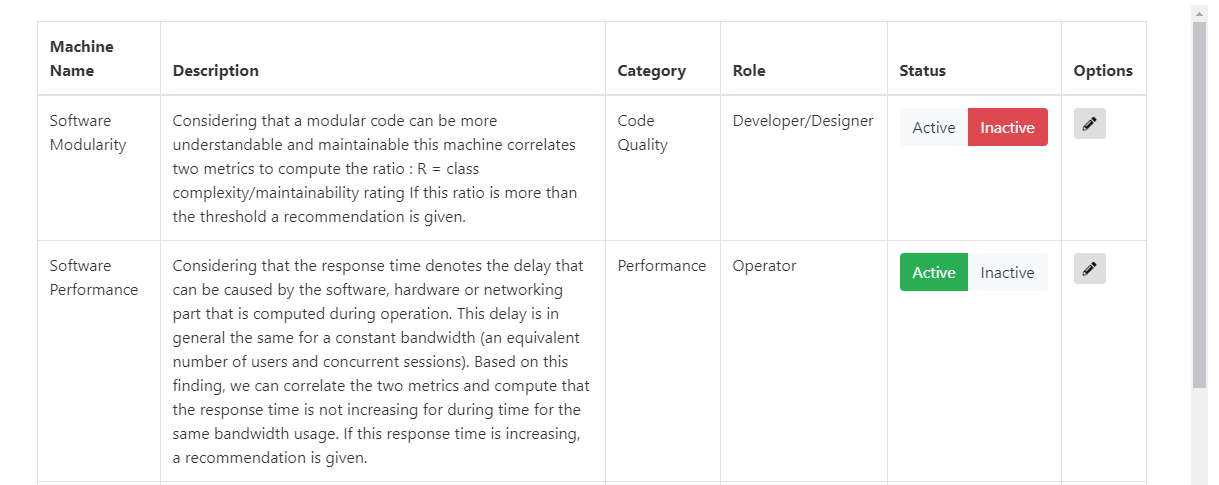 Machine
Name
Description
Category
Role
Status
Options
Software
Modularity
Considering that a modular code can be more
understandable and maintainable this machine correlates
two metrics to compute the ratio : R = class
complexity/maintainability rating If this ratio is more than
the threshold a recommendation is given.
Code
Quality
Developer/Designer
Active
Inactive
Software
Performance
Considering that the response time denotes the delay that
can be caused by the software, hardware or networking
part that is computed during operation. This delay is in
general the same for a constant bandwidth (an equivalent
number of users and concurrent sessions). Based on this
finding, we can correlate the two metrics and compute that
the response time is not increasing for during time for the
same bandwidth usage. If this response time is increasing,
a recommendation is given.
Performance
Operator
Active
Inactive